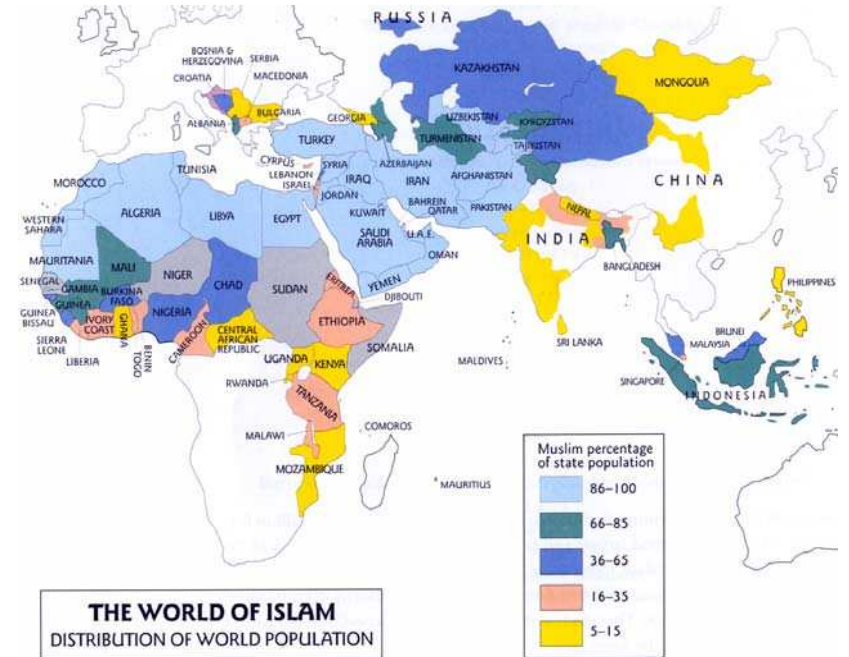 RUSSIA
BOSNIA &
HERZEGOVINA
SERBIA
CROATIA
MACEDONIA
BULGARIA
ALBANIA
GEORGIA
KAZAKHSTAN
MONGOLIA
UZBEKISTAN
KYRGYZSTAN
TURMENISTAN
TAJIKISTAN
TURKEY
CYRPUS
SYRIA
LEBANON
ISRAEL
JORDAN
IRAQ
AZERBAIJAN
IRAN
AFGHANISTAN
CHINA
TUNISIA
MOROCCO
ALGERIA
LIBYA
EGYPT
KUWAIT
BAHREIN
QATAR
PAKISTAN
NEPAL
WESTERN
SAHARA
SAUDI
ARABIA
U.A.E.
OMAN
INDIA
BANGLADESH
MAURITANIA
MALI
NIGER
CHAD
SUDAN
ERITREA
YEMEN
DJIBOUTI
SENEGAL
GAMBIA
BURKINA
FASO
GUINEA
GUINEA
BISSAU
SIERRA
LEONE
LIBERIA
IVORY
COAST
GHANA
TOGO
BENIN
NIGERIA
CAMEROON
CENTRAL
AFRICAN
REPUBLIC
ETHIOPIA
SOMALIA
UGANDA
KENYA
RWANDA
TANZANIA
MALAWI
COMOROS
MOZAMBIQUE
MAURITIUS
MALDIVES
SRI LANKA
PHILIPPINES
BRUNEI
MALAYSIA
SINGAPORE
INDONESIA
Muslim percentage
of state population
86–100
66–85
36–65
16–35
5–15
THE WORLD OF ISLAM
DISTRIBUTION OF WORLD POPULATION